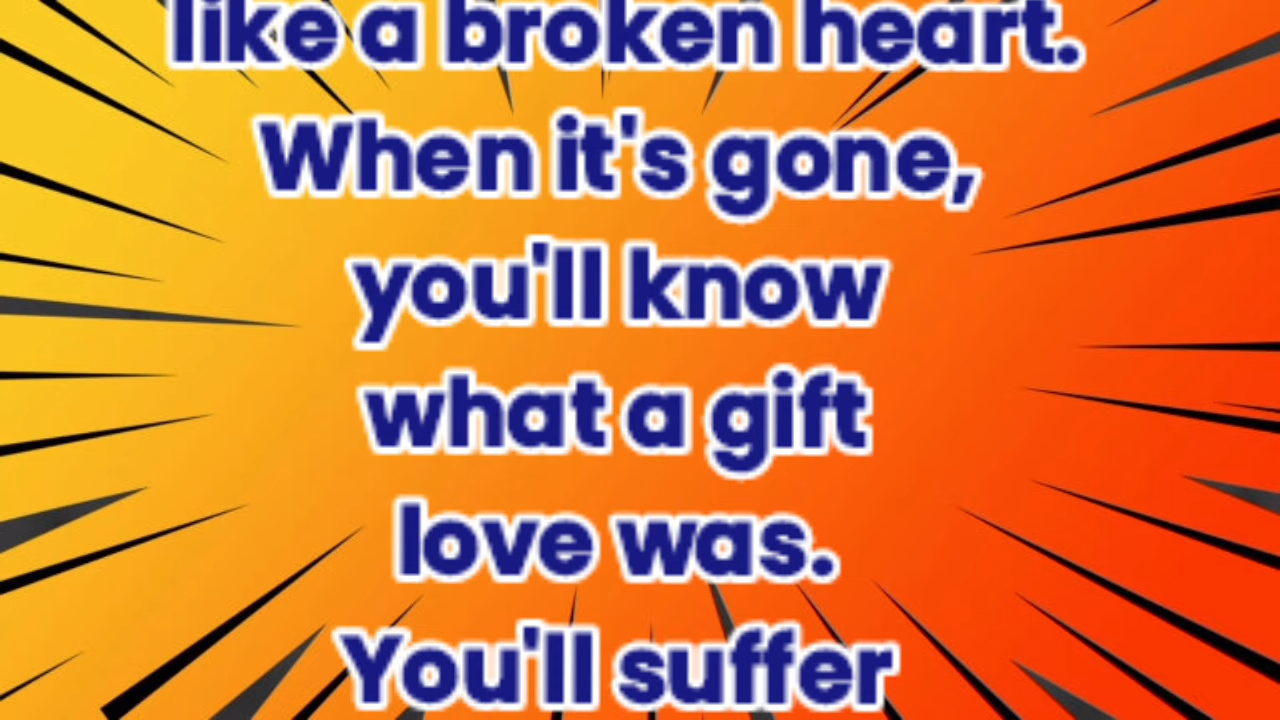 like a broken heart.
When it's gone,
you'll know
what a gift
love was.
You'll suffer